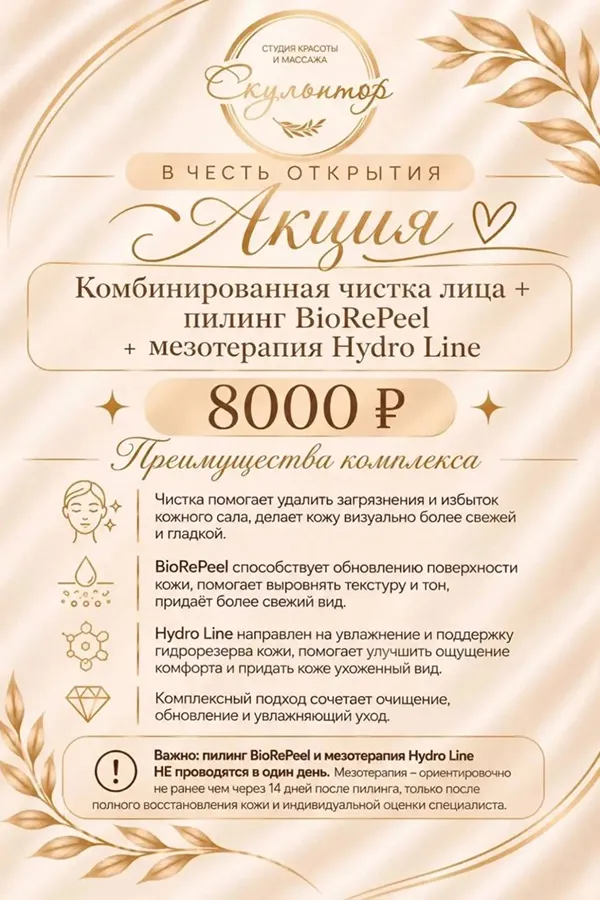 СТУДИЯ КРАСОТЫ
И МАССАЖА
Скульптор
В ЧЕСТЬ ОТКРЫТИЯ
Акция
Комбинированная чистка лица +
пилинг BioRePeel
+ мезотерапия Hydro Line
8000 ₽
Преимущества комплекса
Чистка помогает удалить загрязнения и избыток
кожного сала, делает кожу визуально более свежей
и гладкой.
BioRePeel способствует обновлению поверхности
кожи, помогает выровнять текстуру и тон,
придаёт более свежий вид.
Hydro Line направлен на увлажнение и поддержку
гидрорезерва кожи, помогает улучшить ощущение
комфорта и придать коже ухоженный вид.
Комплексный подход сочетает очищение,
обновление и увлажняющий уход.
Важно: пилинг BioRePeel и мезотерапия Hydro Line
НЕ проводятся в один день. Мезотерапия – ориентировочно
не ранее чем через 14 дней после пилинга, только после
полного восстановления кожи и индивидуальной оценки специалиста.